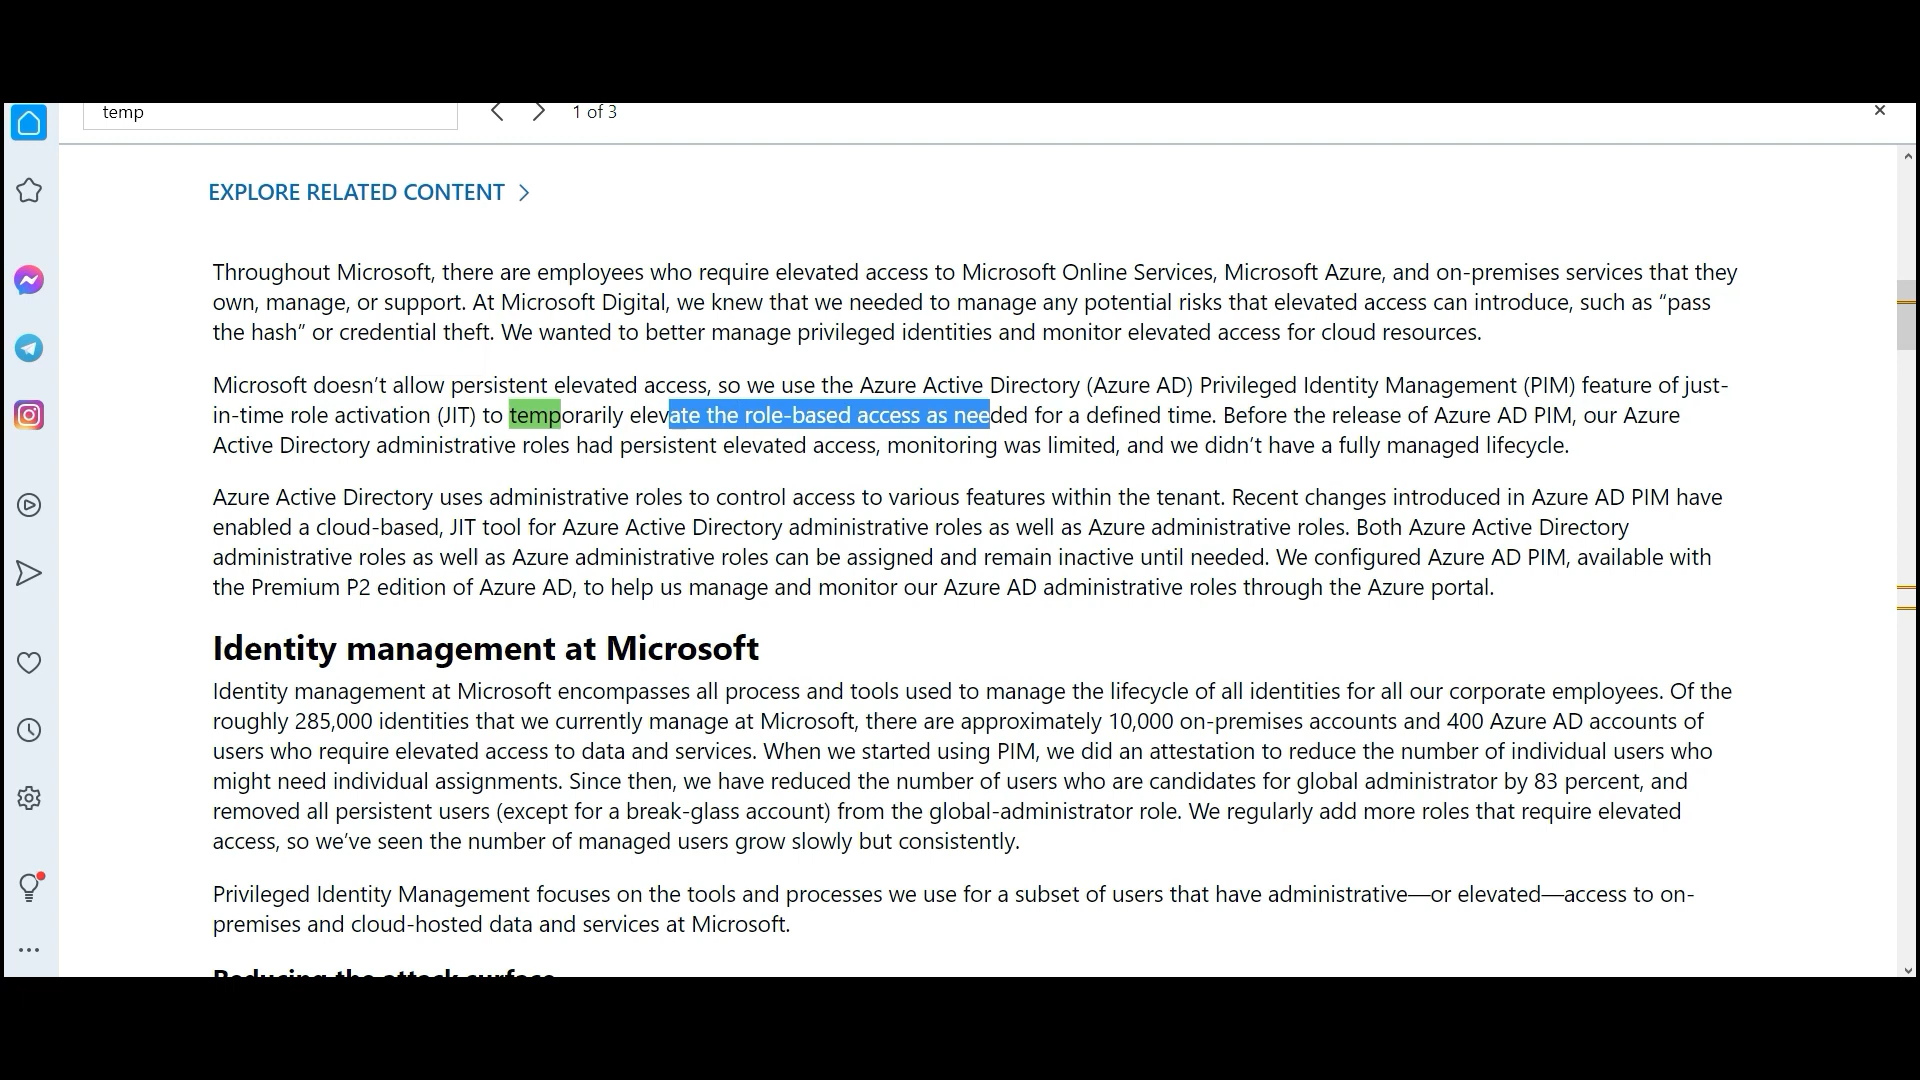 temp
1 of 3
EXPLORE RELATED CONTENT
Throughout Microsoft, there are employees who require elevated access to Microsoft Online Services, Microsoft Azure, and on-premises services that they
own, manage, or support. At Microsoft Digital, we knew that we needed to manage any potential risks that elevated access can introduce, such as “pass
the hash” or credential theft. We wanted to better manage privileged identities and monitor elevated access for cloud resources.
Microsoft doesn’t allow persistent elevated access, so we use the Azure Active Directory (Azure AD) Privileged Identity Management (PIM) feature of just-
in-time role activation (JIT) to temporarily elevate the role-based access as needed for a defined time. Before the release of Azure AD PIM, our Azure
Active Directory administrative roles had persistent elevated access, monitoring was limited, and we didn’t have a fully managed lifecycle.
Azure Active Directory uses administrative roles to control access to various features within the tenant. Recent changes introduced in Azure AD PIM have
enabled a cloud-based, JIT tool for Azure Active Directory administrative roles as well as Azure administrative roles. Both Azure Active Directory
administrative roles as well as Azure administrative roles can be assigned and remain inactive until needed. We configured Azure AD PIM, available with
the Premium P2 edition of Azure AD, to help us manage and monitor our Azure AD administrative roles through the Azure portal.
Identity management at Microsoft
Identity management at Microsoft encompasses all process and tools used to manage the lifecycle of all identities for all our corporate employees. Of the
roughly 285,000 identities that we currently manage at Microsoft, there are approximately 10,000 on-premises accounts and 400 Azure AD accounts of
users who require elevated access to data and services. When we started using PIM, we did an attestation to reduce the number of individual users who
might need individual assignments. Since then, we have reduced the number of users who are candidates for global administrator by 83 percent, and
removed all persistent users (except for a break-glass account) from the global-administrator role. We regularly add more roles that require elevated
access, so we’ve seen the number of managed users grow slowly but consistently.
Privileged Identity Management focuses on the tools and processes we use for a subset of users that have administrative—or elevated—access to on-
premises and cloud-hosted data and services at Microsoft.
Reducing the attack surface